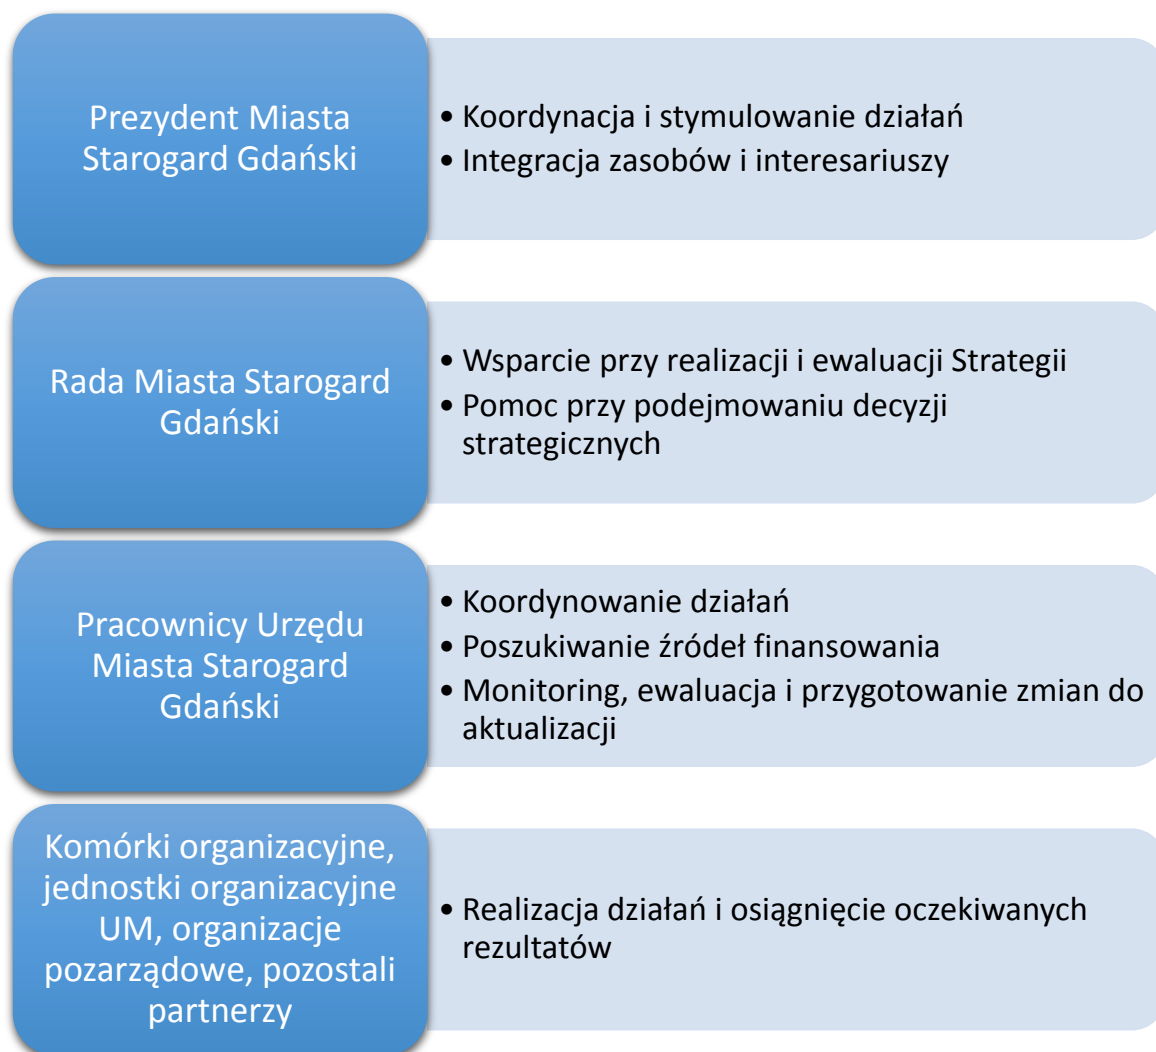 Prezydent Miasta
Starogard Gdański
• Koordynacja i stymulowanie działań
• Integracja zasobów i interesariuszy
Rada Miasta Starogard
Gdański
• Wsparcie przy realizacji i ewaluacji Strategii
• Pomoc przy podejmowaniu decyzji
strategicznych
Pracownicy Urzędu
Miasta Starogard
Gdański
• Koordynowanie działań
• Poszukiwanie źródeł finansowania
• Monitoring, ewaluacja i przygotowanie zmian do
aktualizacji
Komórki organizacyjne,
jednostki organizacyjne
UM, organizacje
pozarządowe, pozostali
partnerzy
• Realizacja działań i osiągnięcie oczekiwanych
rezultatów